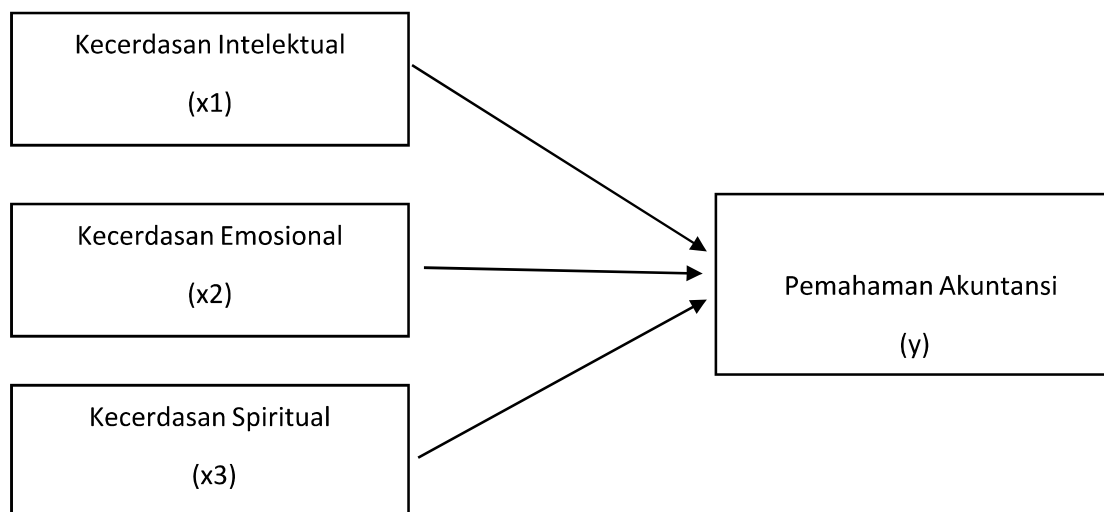 Kecerdasan Intelektual
(x1)
Kecerdasan Emosional
(x2)
Kecerdasan Spiritual
(x3)
Pemahaman Akuntansi
(y)